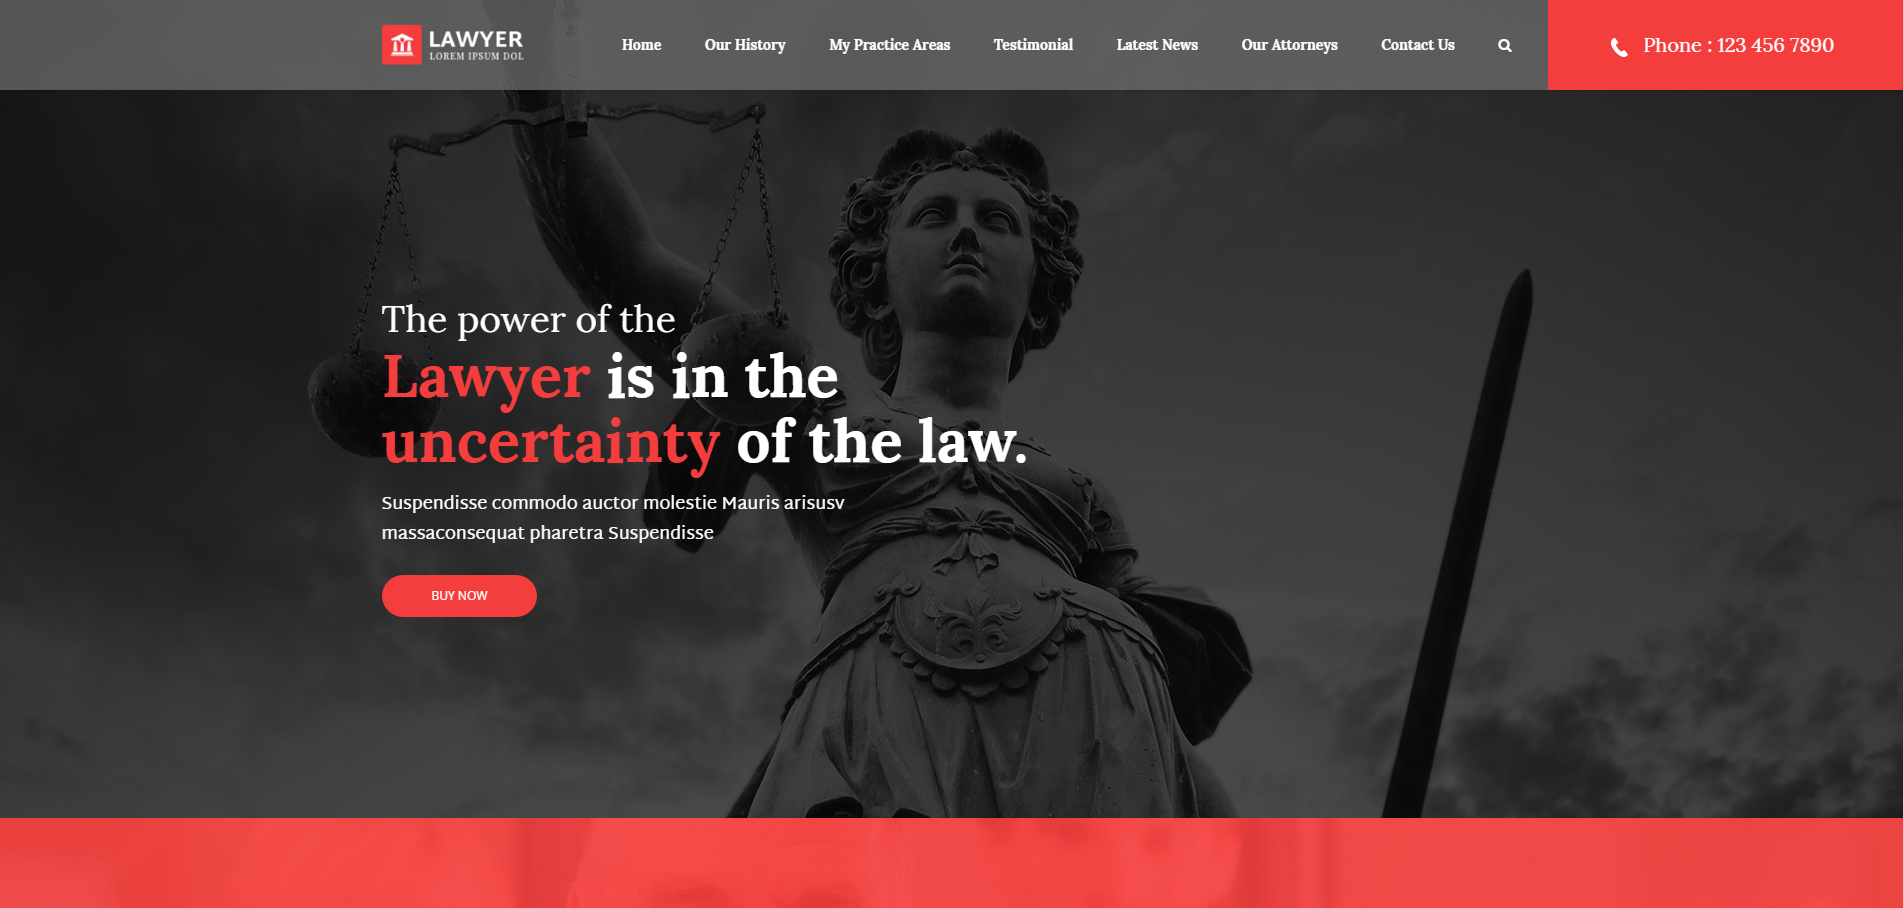 LAWYER
LOREM IPSUM DOL
Home Our History My Practice Areas Testimonial Latest News Our Attorneys Contact Us
Phone : 123 456 7890
The power of the
Lawyer is in the
uncertainty of the law.
Suspendisse commodo auctor molestie Mauris arisusv
massaconsequat pharetra Suspendisse
BUY NOW